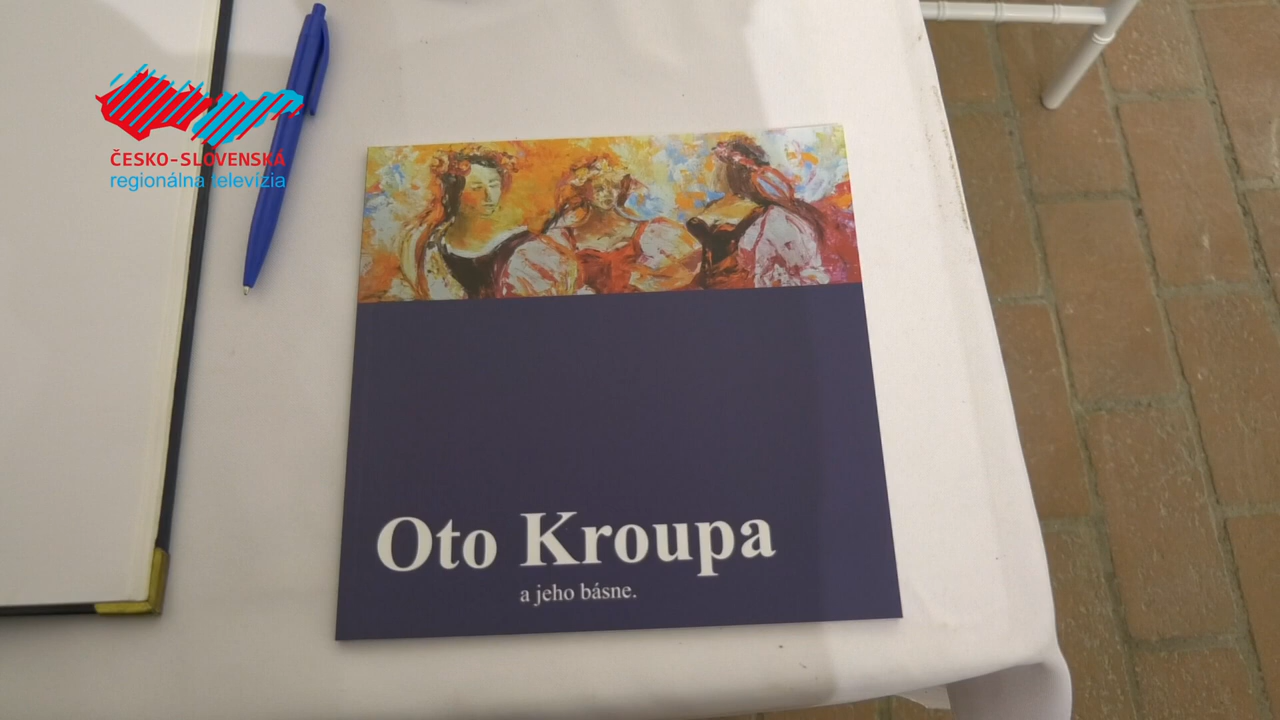 ČESKO-SLOVENSKÁ
regionálna televízia
Oto Kroupa
a jeho básne.